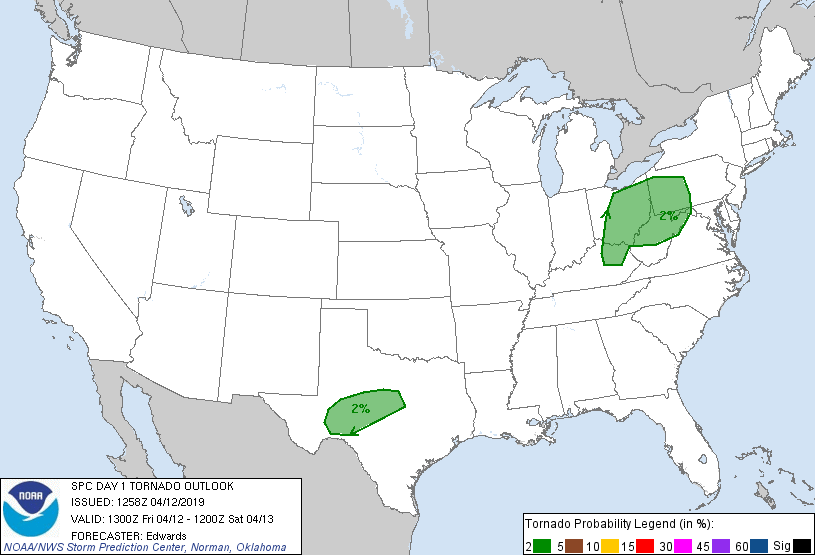 2%
2%
NOAA
SPC DAY 1 TORNADO OUTLOOK
ISSUED: 1258Z 04/12/2019
VALID: 1300Z Fri 04/12 - 1200Z Sat 04/13
FORECASTER: Edwards
NOAA/NWS Storm Prediction Center, Norman, Oklahoma
Tornado Probability Legend (in %):
2 5 10 15 30 45 60 Sig